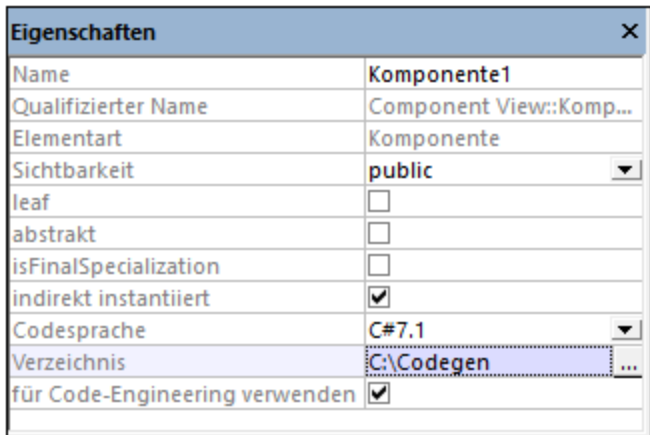 Eigenschaften
Name Komponente1
Qualifizierter Name Component View::Komp...
Elementart Komponente
Sichtbarkeit public
leaf
abstrakt
isFinalSpecialization
indirekt instantiiert
Codesprache C#7.1
Verzeichnis C:\Codegen ...
für Code-Engineering verwenden